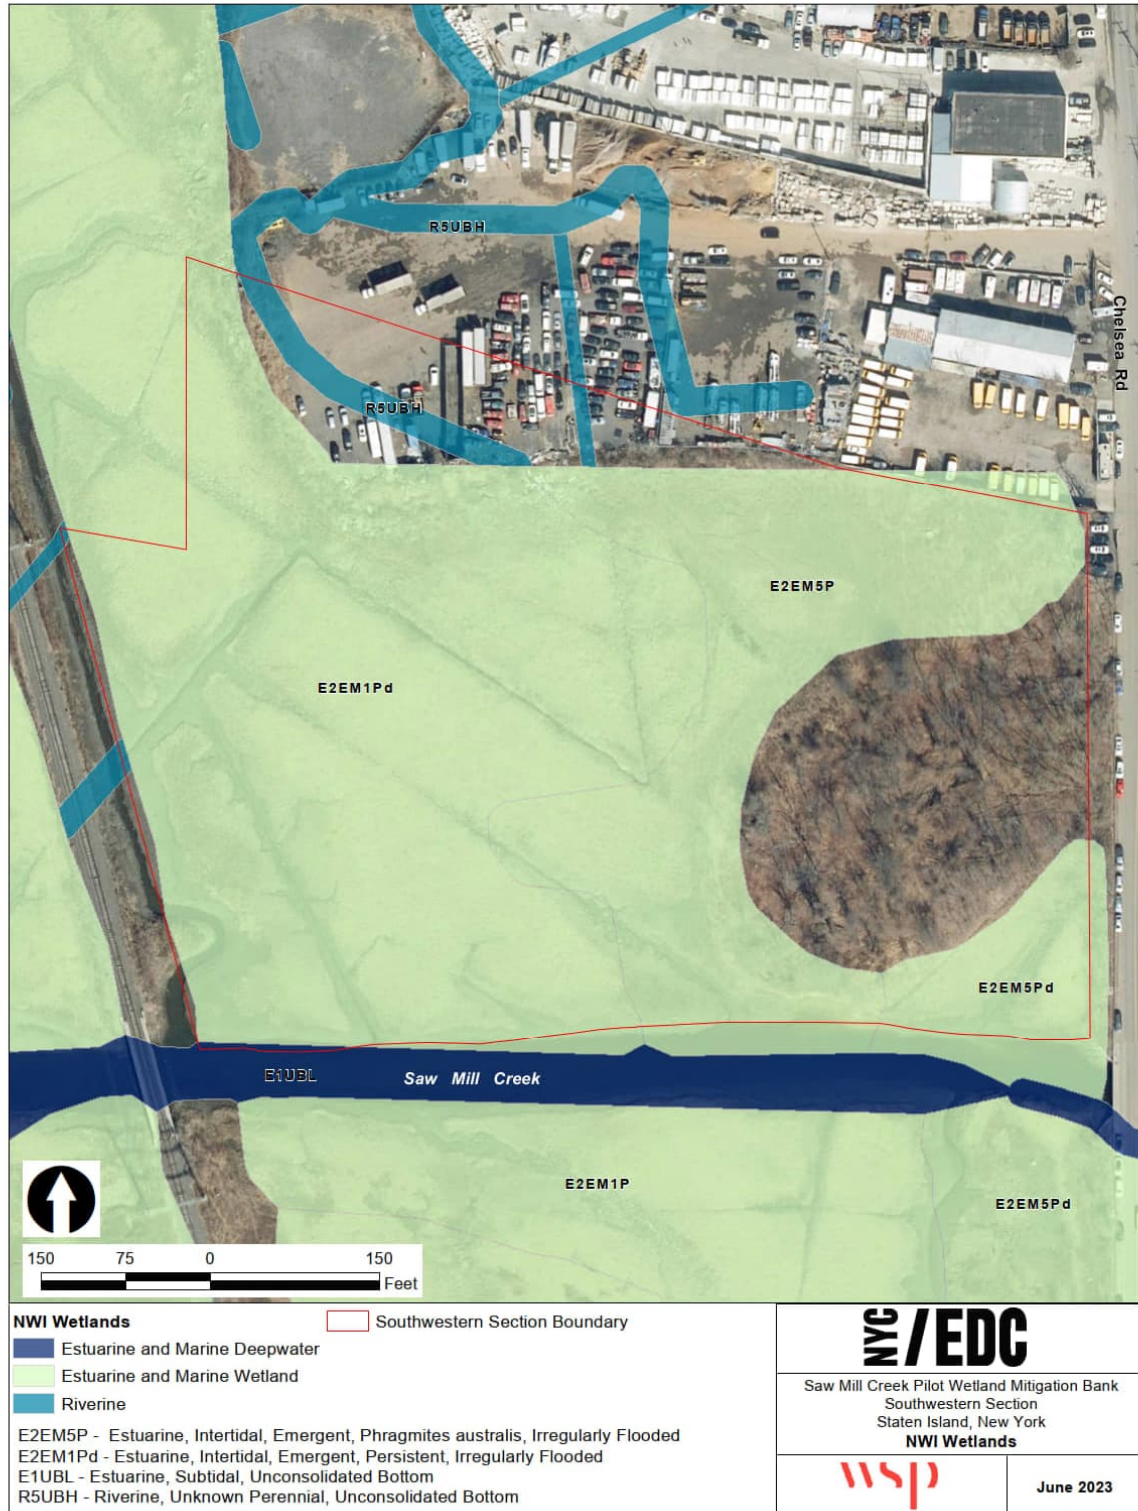 R5UBH
Chelsea Rd
R5UBH
E2EM5P
E2EM1Pd
E2EM5Pd
E1UBL
Saw Mill Creek
E2EM1P
E2EM5Pd
150 75 0 150
Feet
NWI Wetlands
Southwestern Section Boundary
Estuarine and Marine Deepwater
Estuarine and Marine Wetland
Riverine
E2EM5P - Estuarine, Intertidal, Emergent, Phragmites australis, Irregularly Flooded
E2EM1Pd - Estuarine, Intertidal, Emergent, Persistent, Irregularly Flooded
E1UBL - Estuarine, Subtidal, Unconsolidated Bottom
R5UBH - Riverine, Unknown Perennial, Unconsolidated Bottom
NYC/EDC
Saw Mill Creek Pilot Wetland Mitigation Bank
Southwestern Section
Staten Island, New York
NWI Wetlands
wsp
June 2023